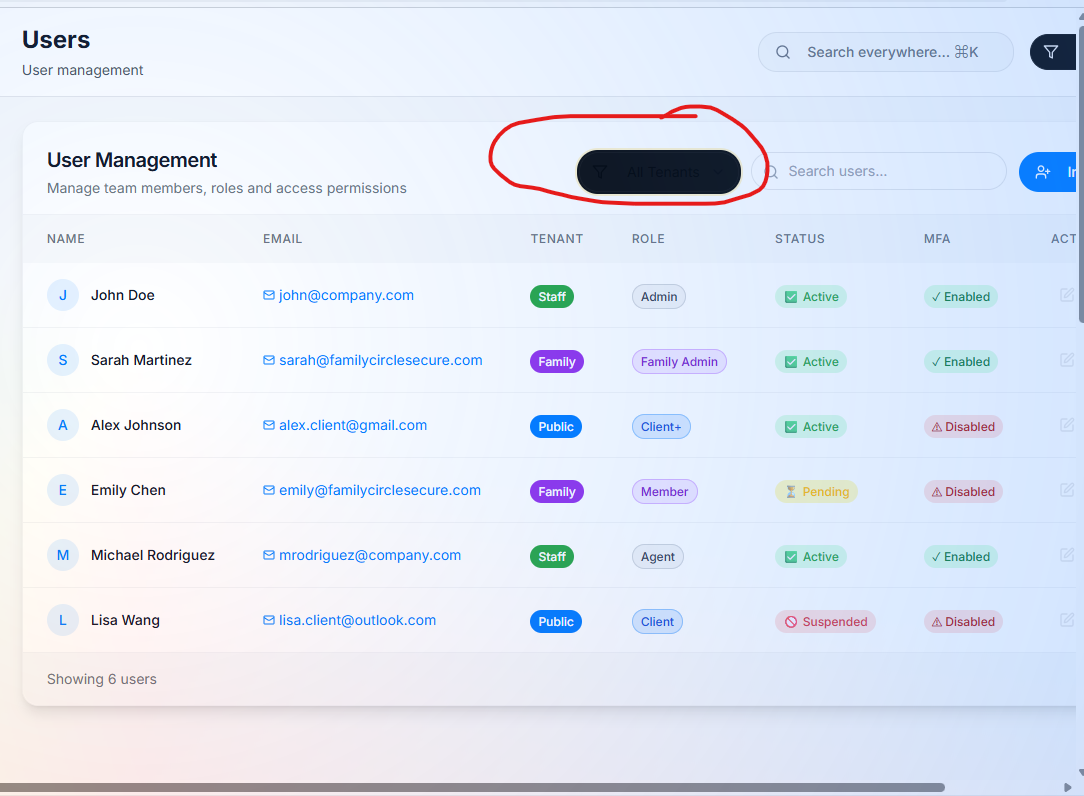 Users
User management
Search everywhere... ⌘K
User Management
Manage team members, roles and access permissions
All Tenants
Search users...
NAME EMAIL TENANT ROLE STATUS MFA
J John Doe john@company.com Staff Admin Active ✓ Enabled
S Sarah Martinez sarah@familycirclesecure.com Family Family Admin Active ✓ Enabled
A Alex Johnson alex.client@gmail.com Public Client+ Active Disabled
E Emily Chen emily@familycirclesecure.com Family Member Pending Disabled
M Michael Rodriguez mrodriguez@company.com Staff Agent Active ✓ Enabled
L Lisa Wang lisa.client@outlook.com Public Client Suspended Disabled
Showing 6 users